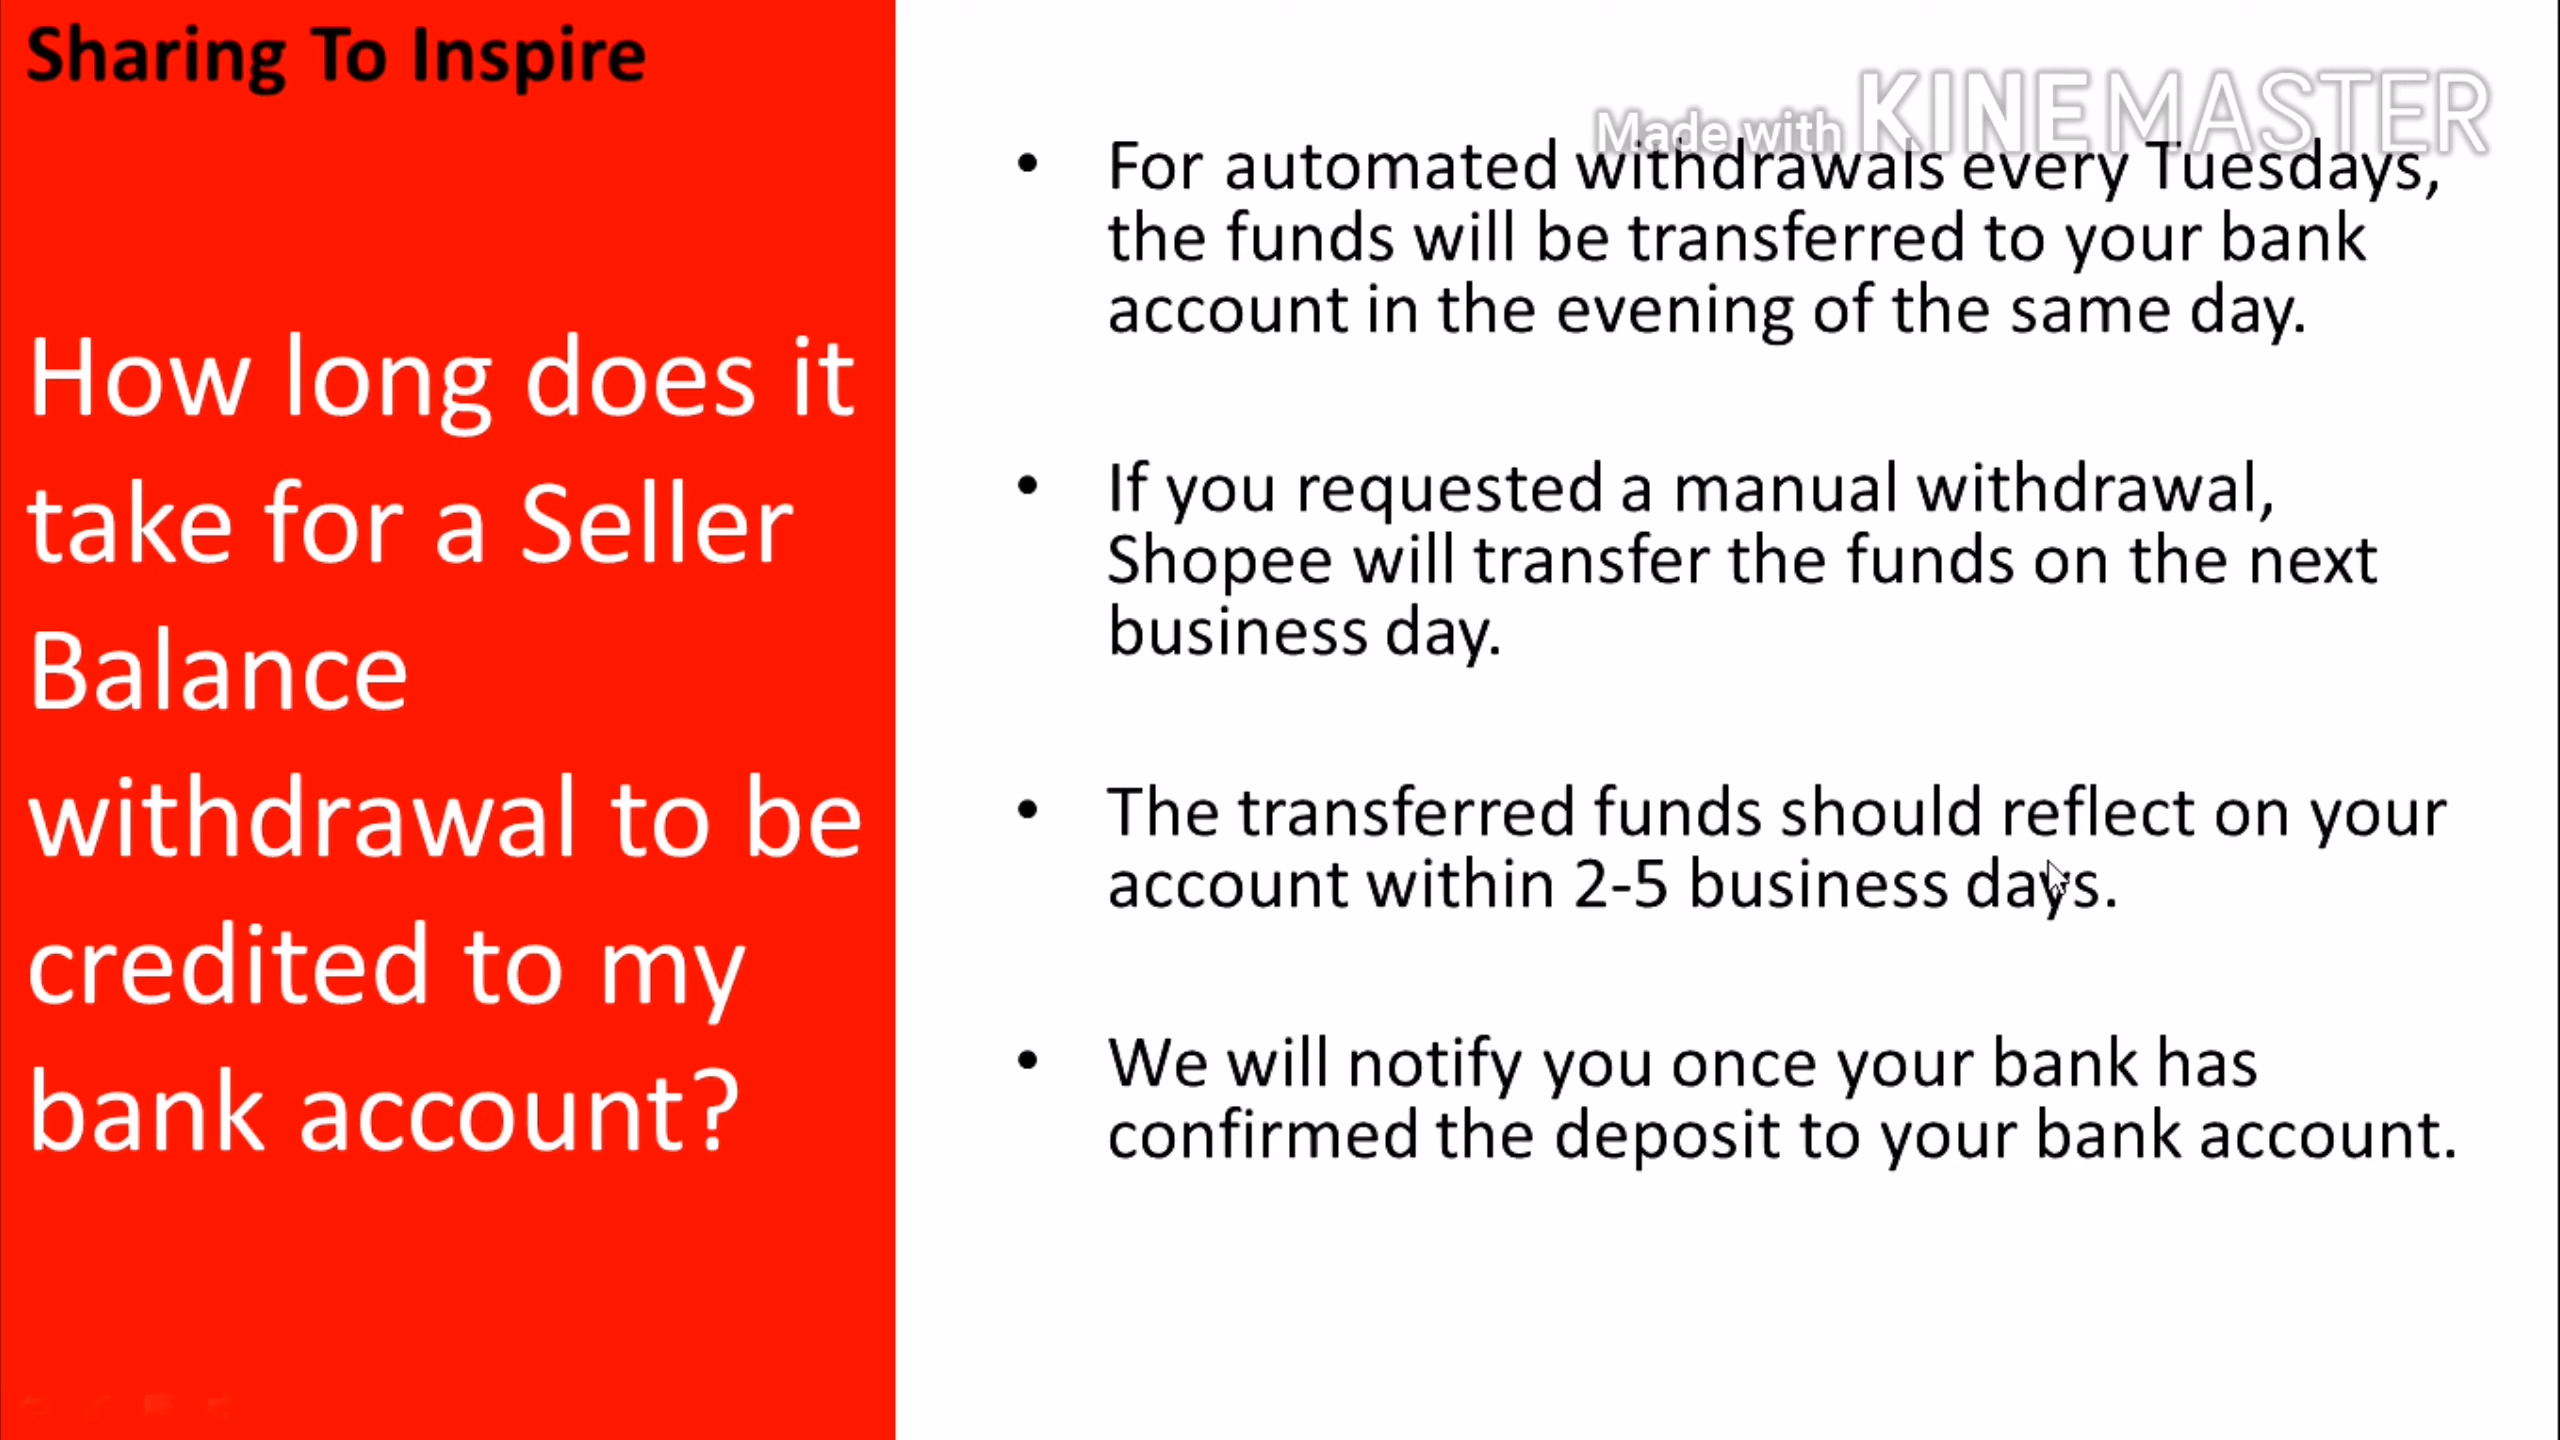 Sharing To Inspire
How long does it
take for a Seller
Balance
withdrawal to be
credited to my
bank account?
Made with KINEMASTER
• For automated withdrawals every Tuesdays,
the funds will be transferred to your bank
account in the evening of the same day.
• If you requested a manual withdrawal,
Shopee will transfer the funds on the next
business day.
• The transferred funds should reflect on your
account within 2-5 business days.
• We will notify you once your bank has
confirmed the deposit to your bank account.